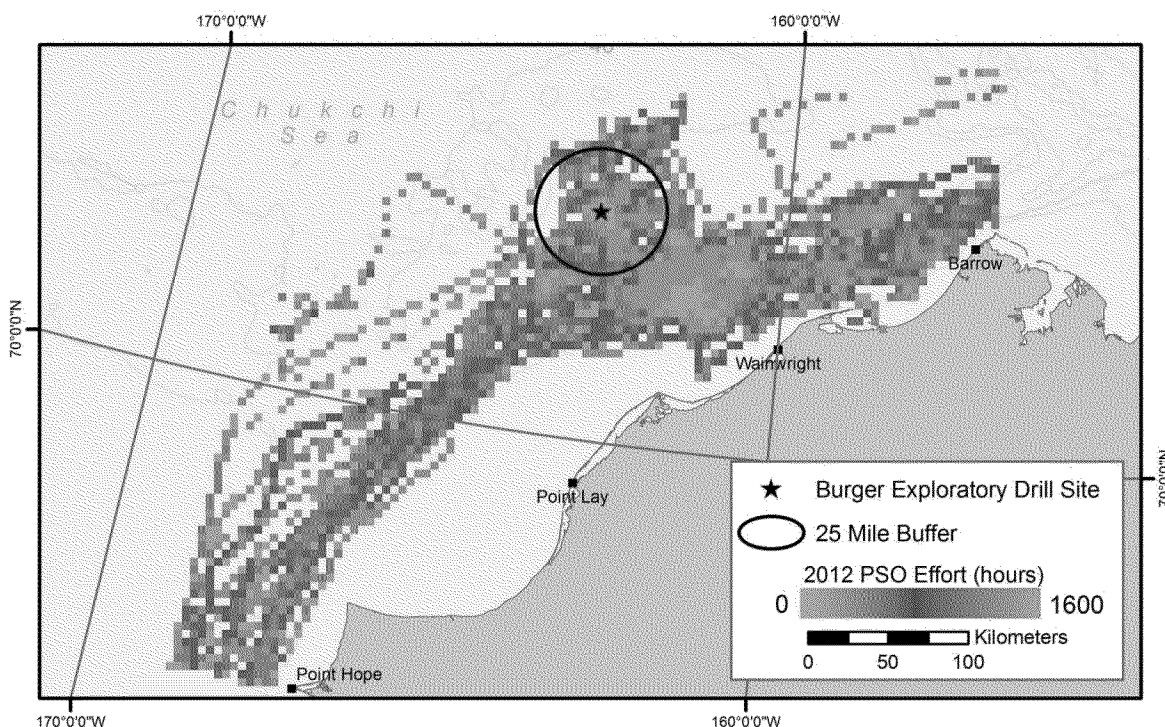 170°0'0"W
160°0'0"W
40
Chukchi
Sea
70°0'0"N
Barrow
Wainwright
Point Lay
Point Hope
70°0'0"N
Burger Exploratory Drill Site
25 Mile Buffer
2012 PSO Effort (hours)
0 1600
Kilometers
0 50 100
170°0'0"W
160°0'0"W